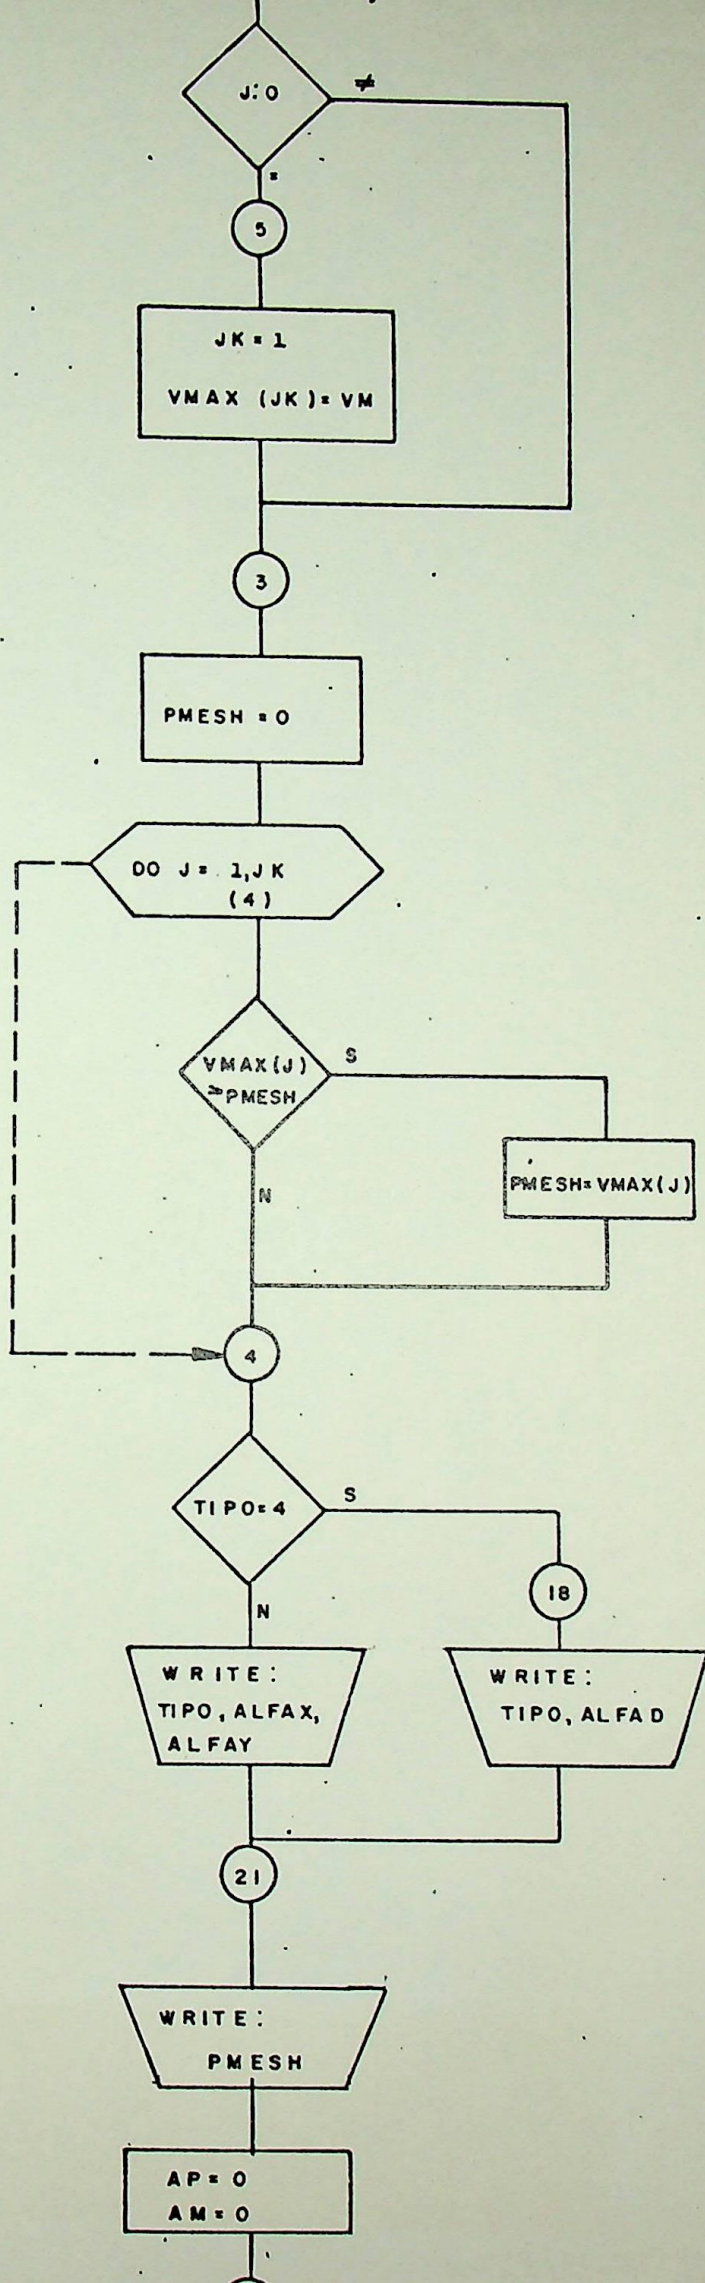 J:0
≠
=
5
JK = 1
VMAX (JK) = VM
3
PMESH = 0
DO J = 1,JK
(4)
VMAX(J)
S
>PMESH
PMESH=VMAX(J)
N
4
TIPO=4
S
18
N
WRITE:
TIPO, ALFAX,
ALFAY
WRITE:
TIPO, ALFAD
21
WRITE:
PMESH
AP = 0
AM = 0